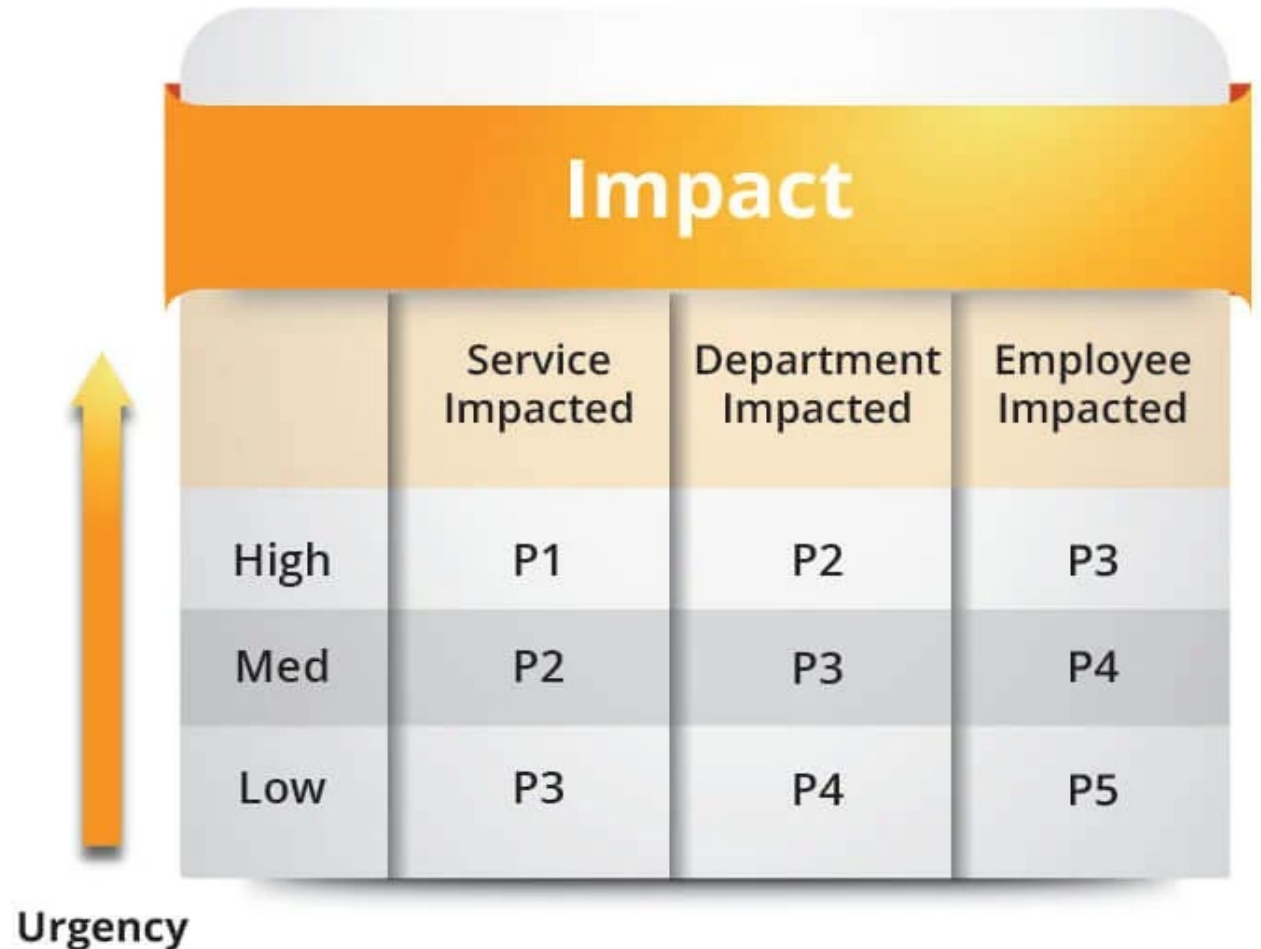 Impact
Service Impacted
Department Impacted
Employee Impacted
High P1 P2 P3
Med P2 P3 P4
Low P3 P4 P5
Urgency